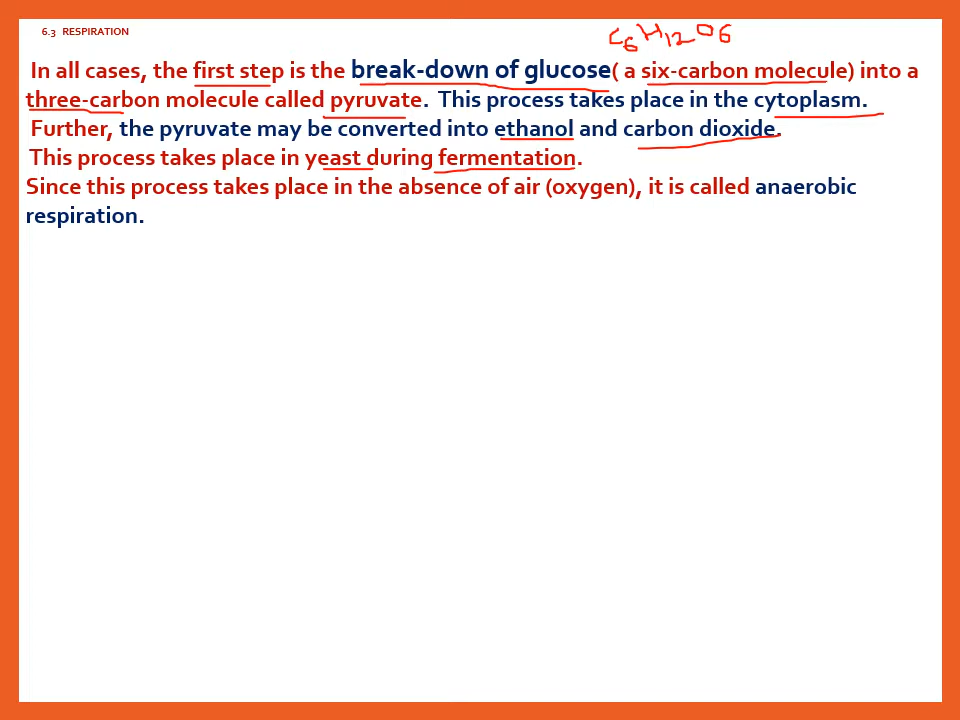 6.3 RESPIRATION
C6H12O6
In all cases, the first step is the break-down of glucose( a six-carbon molecule) into a
three-carbon molecule called pyruvate. This process takes place in the cytoplasm.
Further, the pyruvate may be converted into ethanol and carbon dioxide.
This process takes place in yeast during fermentation.
Since this process takes place in the absence of air (oxygen), it is called anaerobic
respiration.